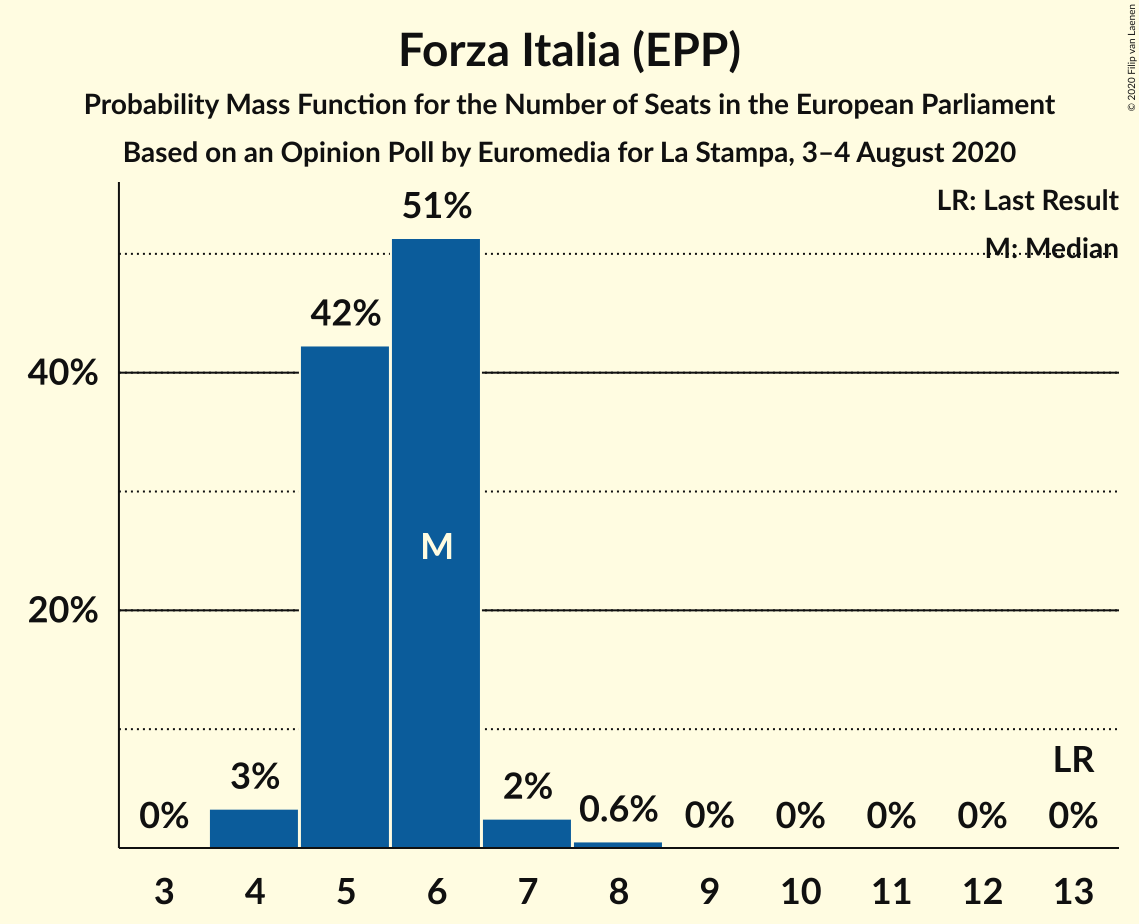 Forza Italia (EPP)
Probability Mass Function for the Number of Seats in the European Parliament
Based on an Opinion Poll by Euromedia for La Stampa, 3–4 August 2020
© 2020 Filip van Laenen
LR: Last Result
M: Median
51%
42%
40%
M
20%
LR
3%
2%
0%
0.6%
0%
0%
0%
0%
0%
3 4 5 6 7 8 9 10 11 12 13